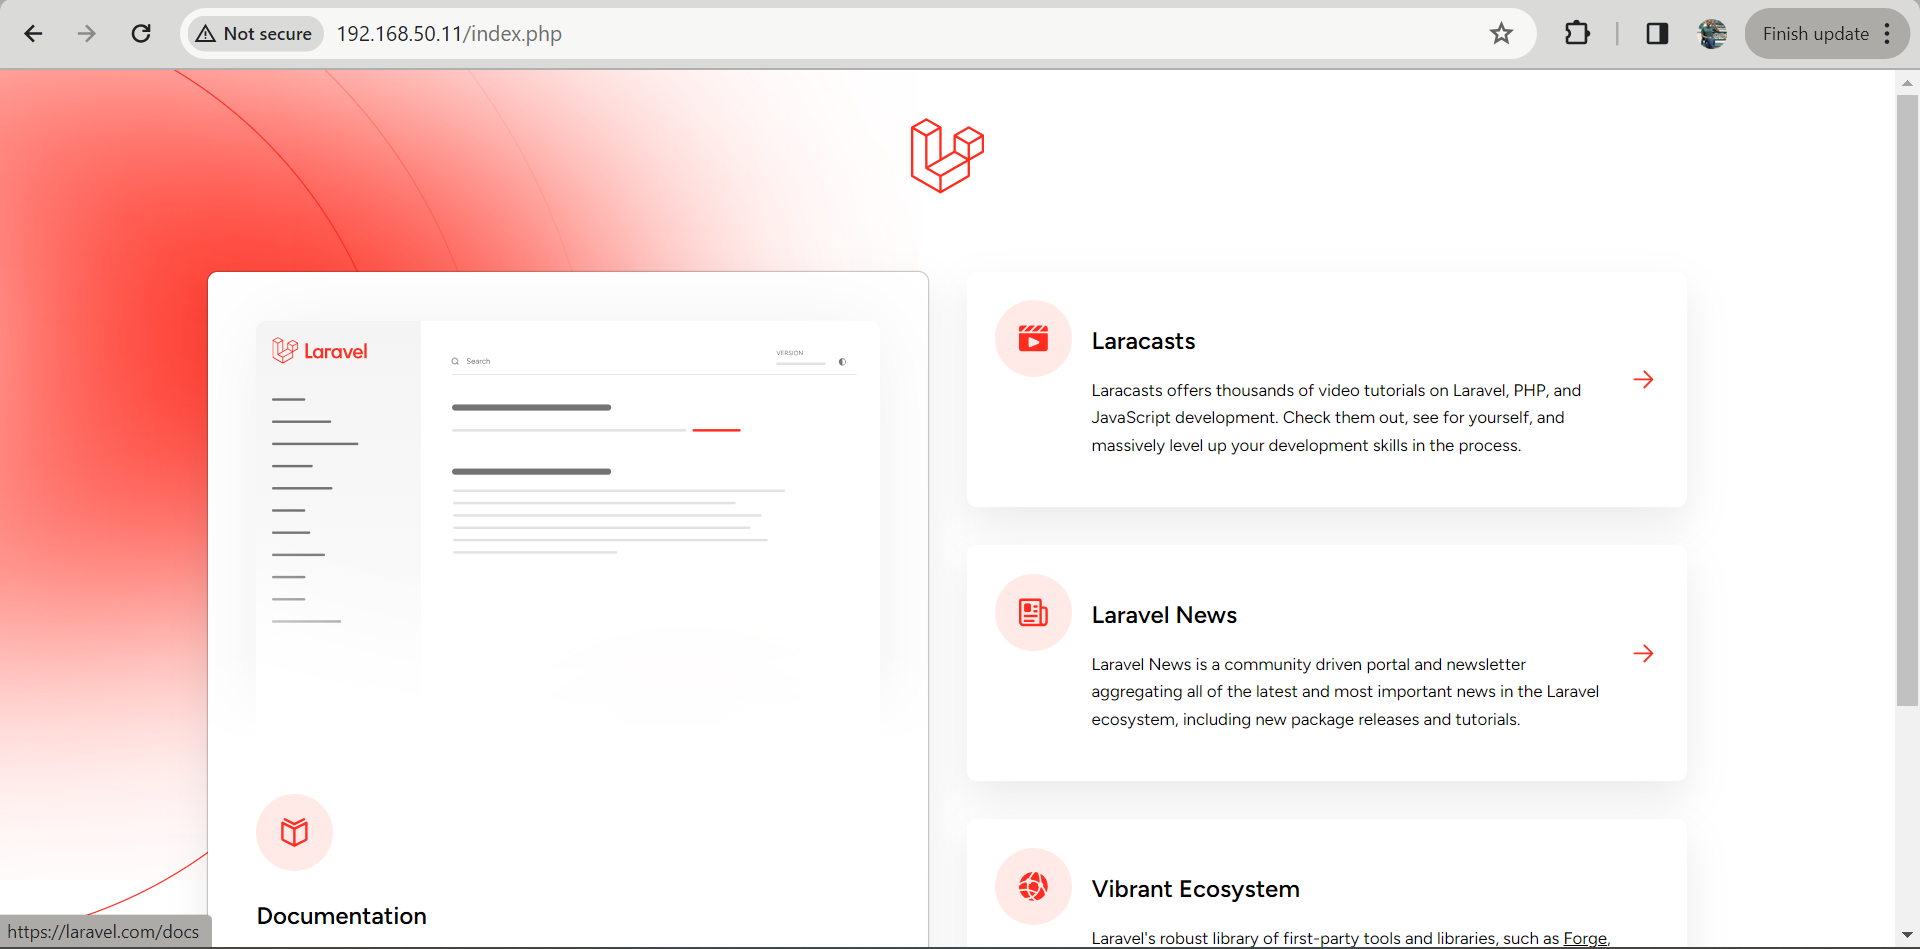 Not secure
192.168.50.11/index.php
Finish update
Laravel
Search
VERSION
Documentation
Laracasts
Laracasts offers thousands of video tutorials on Laravel, PHP, and
JavaScript development. Check them out, see for yourself, and
massively level up your development skills in the process.
Laravel News
Laravel News is a community driven portal and newsletter
aggregating all of the latest and most important news in the Laravel
ecosystem, including new package releases and tutorials.
Vibrant Ecosystem
Laravel's robust library of first-party tools and libraries, such as Forge,
https://laravel.com/docs